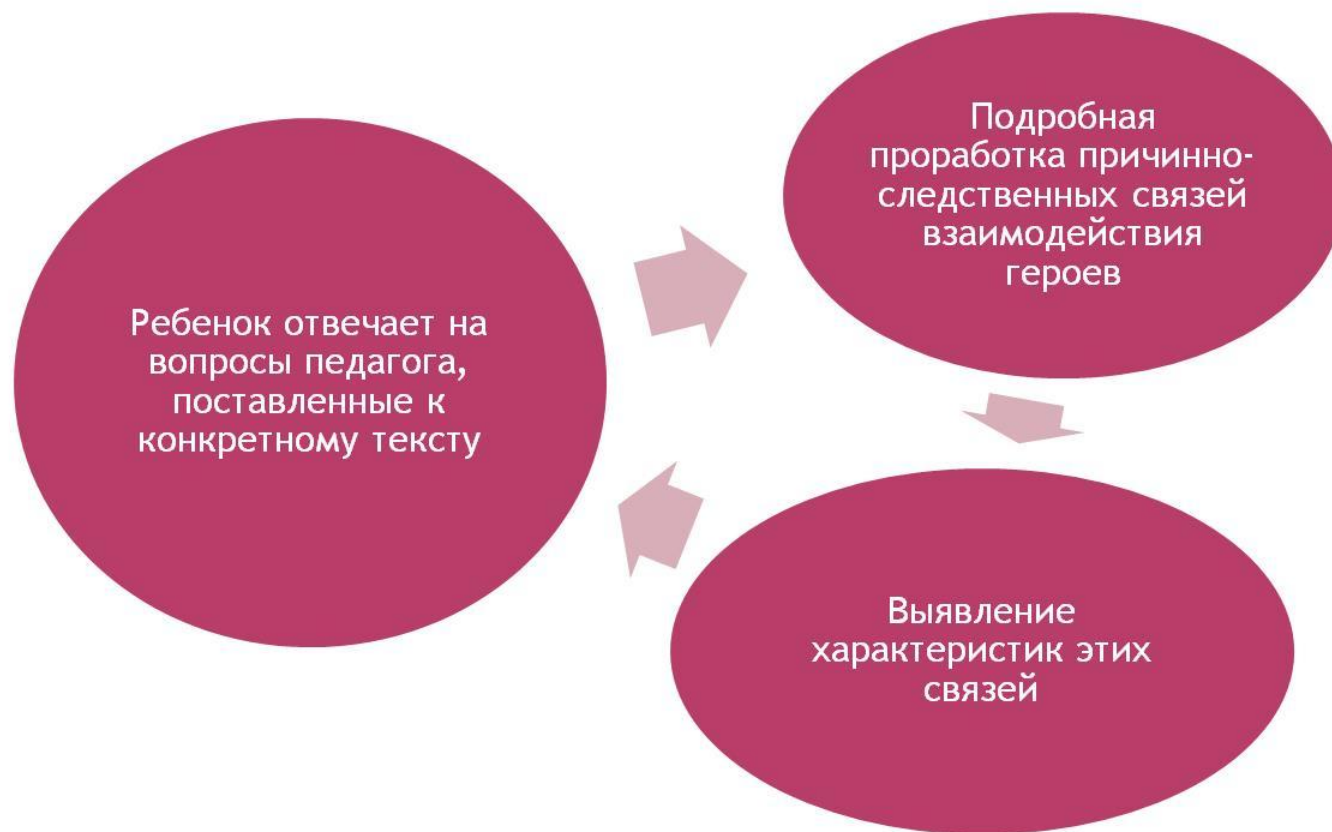 Ребенок отвечает на
вопросы педагога,
поставленные к
конкретному тексту
Подробная
проработка причинно-
следственных связей
взаимодействия
героев
Выявление
характеристик этих
связей